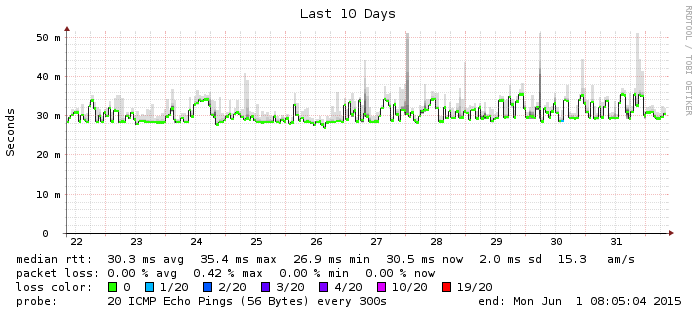 Last 10 Days
RRDTOOL / TOBI OETIKER
Seconds
50 m
40 m
30 m
20 m
10 m
0
22 23 24 25 26 27 28 29 30 31
median rtt: 30.3 ms avg 35.4 ms max 26.9 ms min 30.5 ms now 2.0 ms sd 15.3 am/s
packet loss: 0.00 % avg 0.42 % max 0.00 % min 0.00 % now
loss color: 0 1/20 2/20 3/20 4/20 10/20 19/20
probe: 20 ICMP Echo Pings (56 Bytes) every 300s end: Mon Jun 1 08:05:04 2015